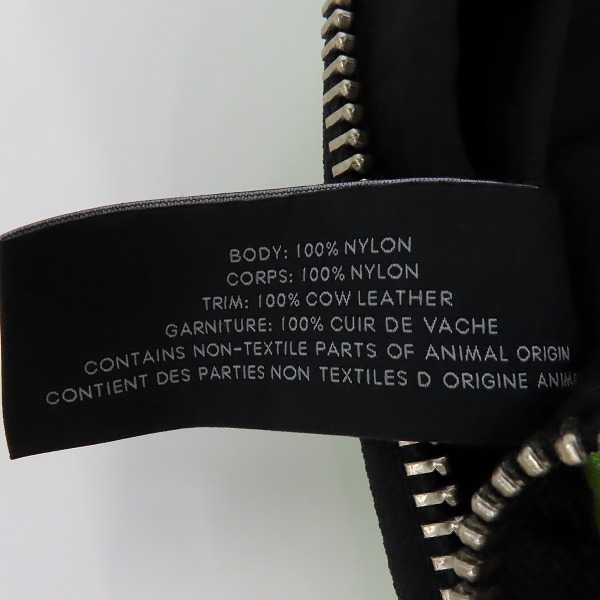 BODY: 100% NYLON
CORPS: 100% NYLON
TRIM: 100% COW LEATHER
GARNITURE: 100% CUIR DE VACHE
CONTAINS NON-TEXTILE PARTS OF ANIMAL ORIGIN
CONTIENT DES PARTIES NON TEXTILES D ORIGINE